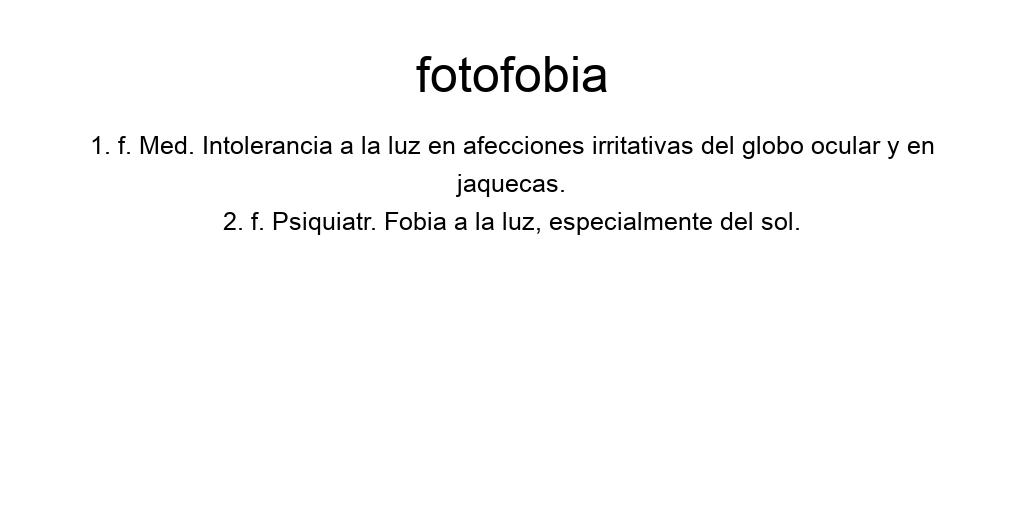 fotofobia
1. f. Med. Intolerancia a la luz en afecciones irritativas del globo ocular y en
jaquecas.
2. f. Psiquiatr. Fobia a la luz, especialmente del sol.